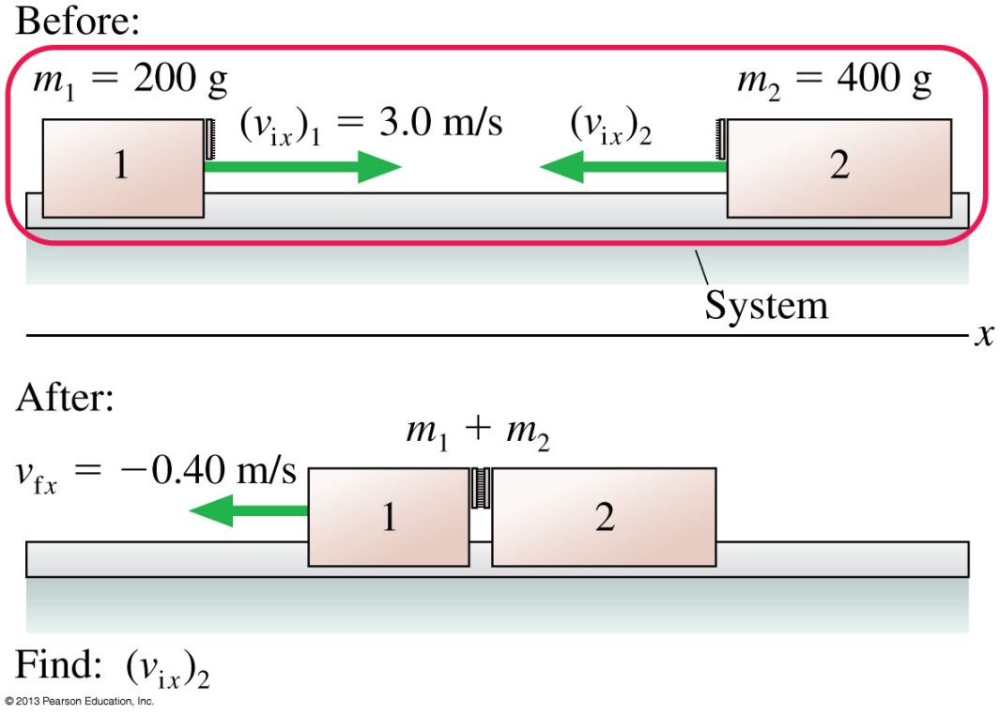 Before:
m₁ = 200 g
m₂ = 400 g
(vᵢₓ)₁ = 3.0 m/s
(vᵢₓ)₂
1
2
System
x
After:
m₁ + m₂
v_fx = −0.40 m/s
1
2
Find: (vᵢₓ)₂
© 2013 Pearson Education, Inc.